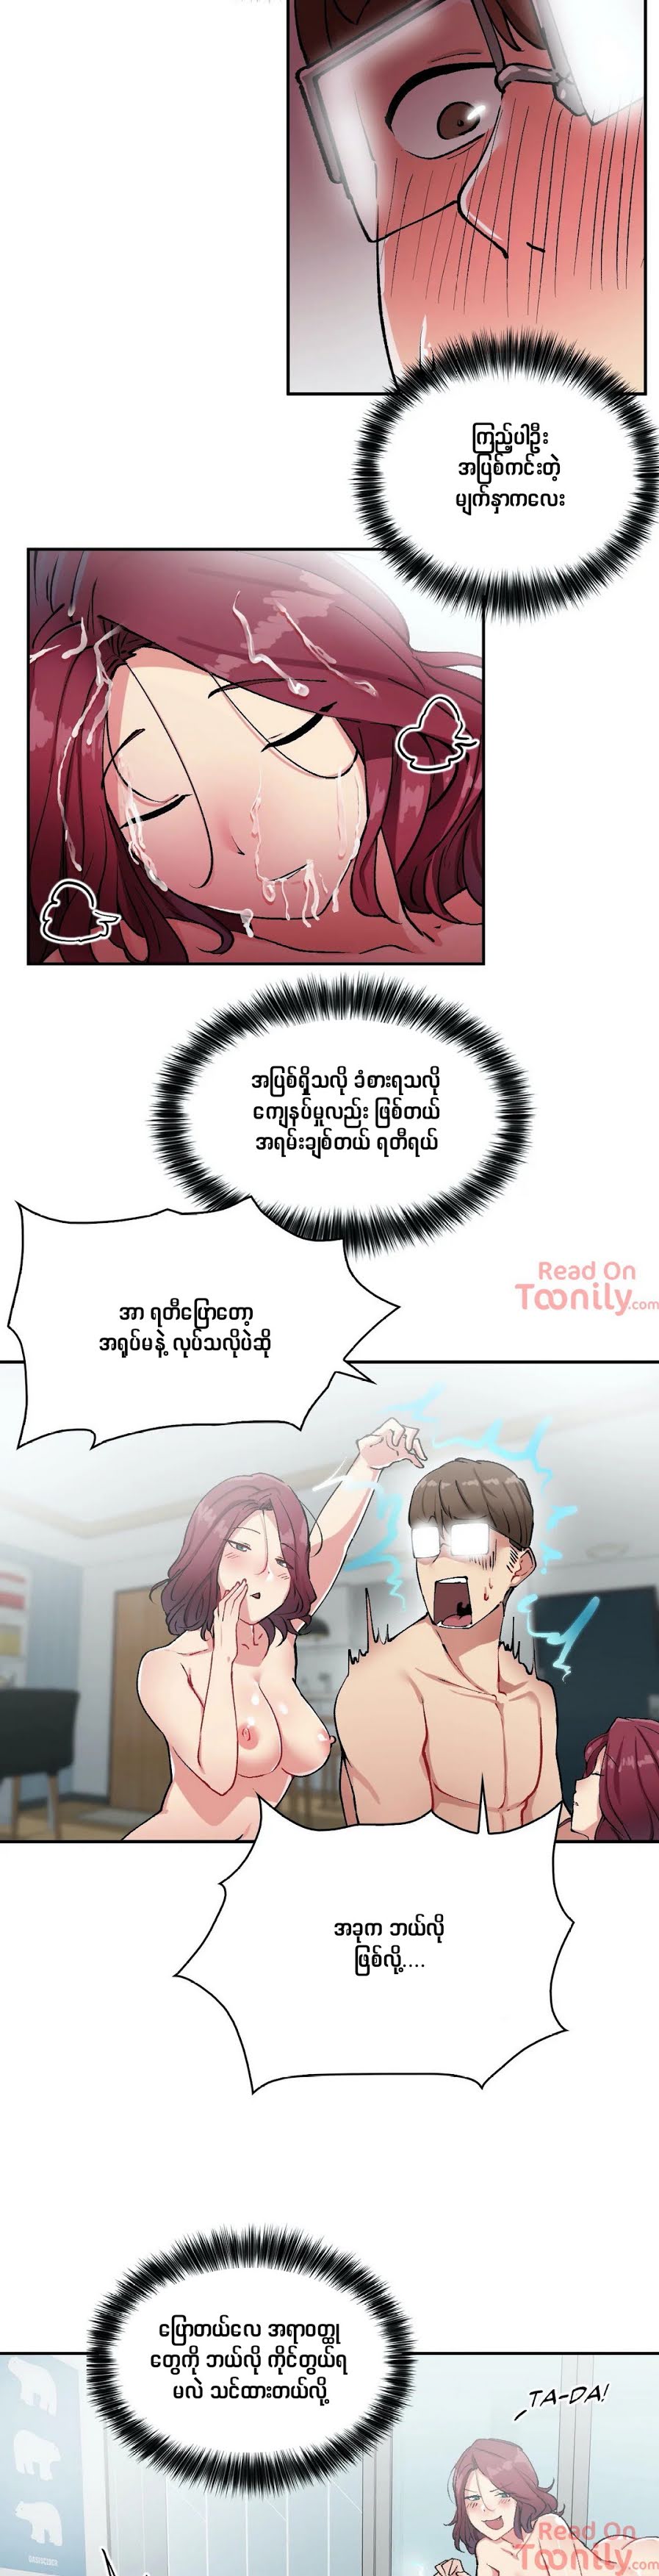 ကြည့်ပါဦး
အပြစ်ကင်းတဲ့
မျက်နှာကလေး
အပြစ်ရှိသလို ခံစားရသလို
ကျေနပ်မှုလည်း ဖြစ်တယ်
အရမ်းချစ်တယ် ရတီရယ်
Read On
Toonily.com
အာ ရတီပြောတော့
အရုပ်မနဲ့ လုပ်သလိုပဲဆို
အခုက ဘယ်လို
ဖြစ်လို့....
ပြောတယ်လေ အရာဝတ္ထု
တွေကို ဘယ်လို ကိုင်တွယ်ရ
မလဲ သင်ထားတယ်လို့
TA-DA!
Read On
Toonily.com